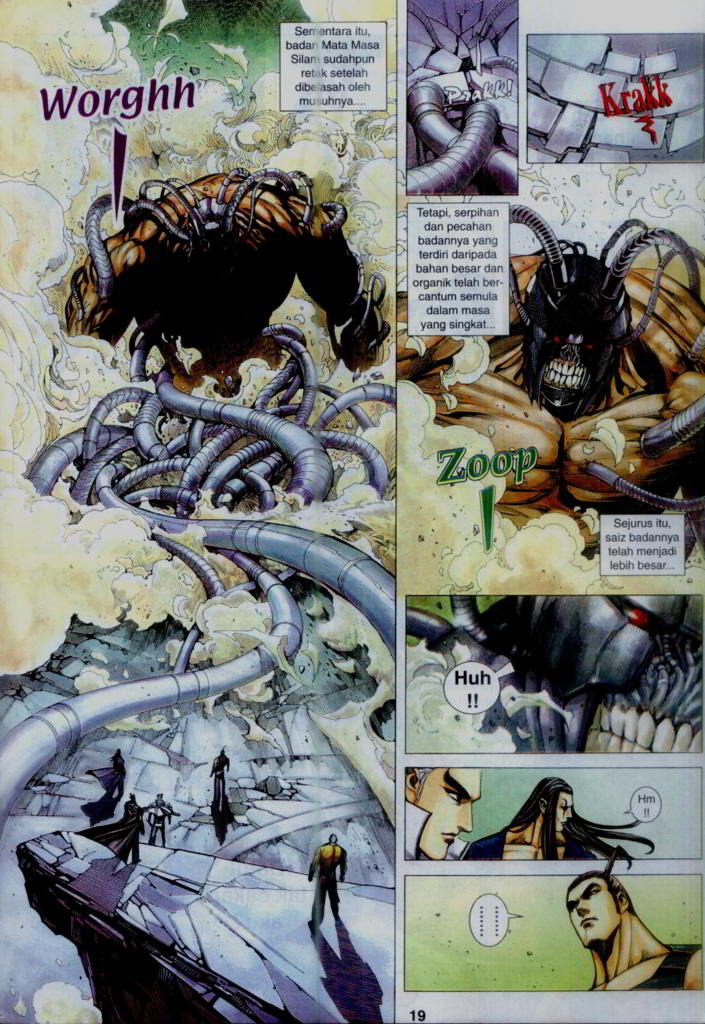 Sementara itu,
badan Mata Masa
Silam sudahpun
retak setelah
dibelasah oleh
musuhnya....
Worghh
!
Psakk!
Krakk
Tetapi, serpihan
dan pecahan
badannya yang
terdiri daripada
bahan besar dan
organik telah ber-
cantum semula
dalam masa
yang singkat...
Zoop
!
Sejurus itu,
saiz badannya
telah menjadi
lebih besar...
Huh
!!
Hm
!!
19